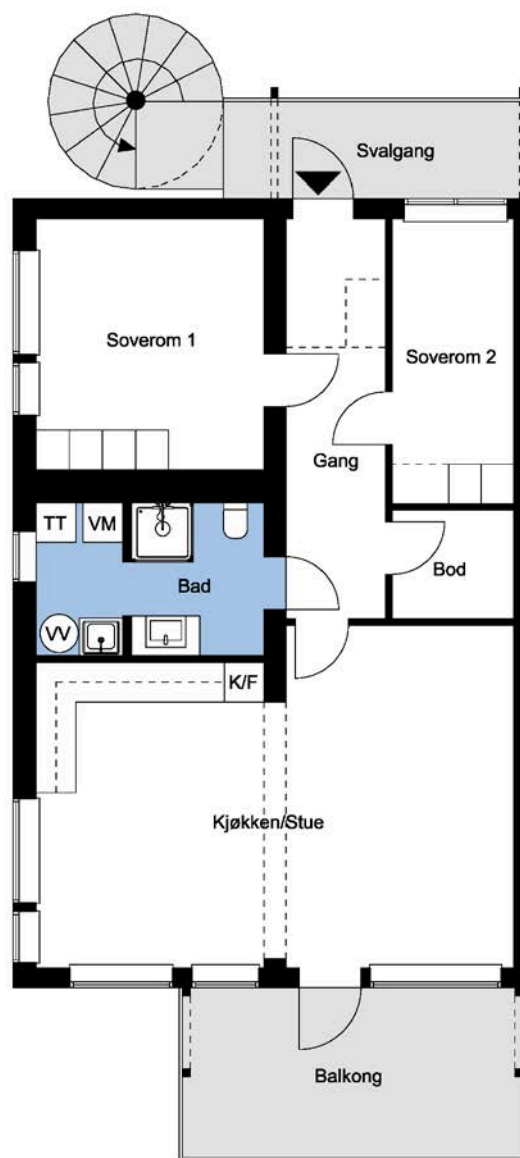 Svalgang
Soverom 1
Soverom 2
Gang
TT
VM
Bad
Bod
VV
K/F
Kjøkken/Stue
Balkong